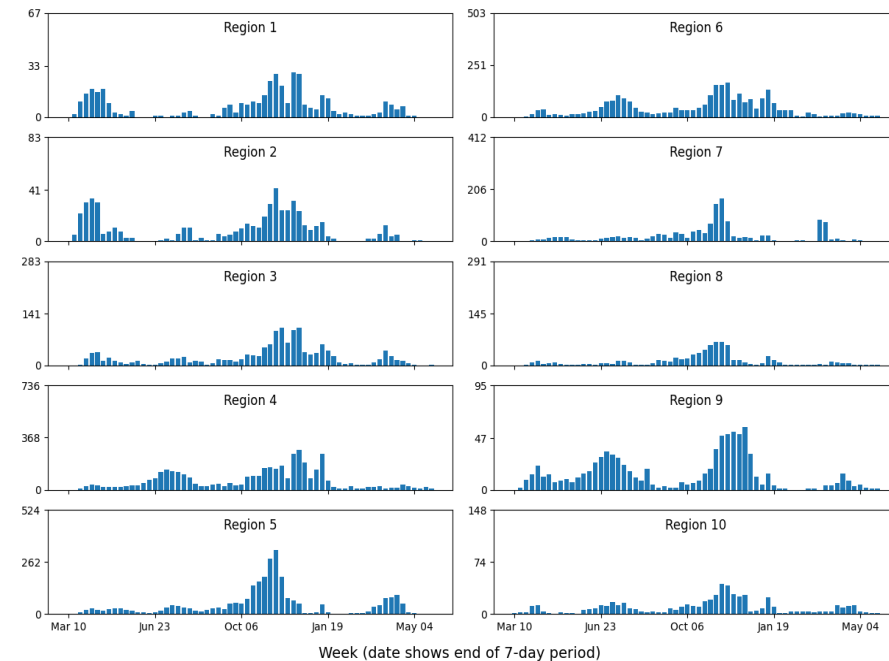 67
33
0
Region 1
503
251
0
Region 6
83
41
0
Region 2
412
206
0
Region 7
283
141
0
Region 3
291
145
0
Region 8
736
368
0
Region 4
95
47
0
Region 9
524
262
0
Region 5
148
74
0
Region 10
Mar 10 Jun 23 Oct 06 Jan 19 May 04
Mar 10 Jun 23 Oct 06 Jan 19 May 04
Week (date shows end of 7-day period)